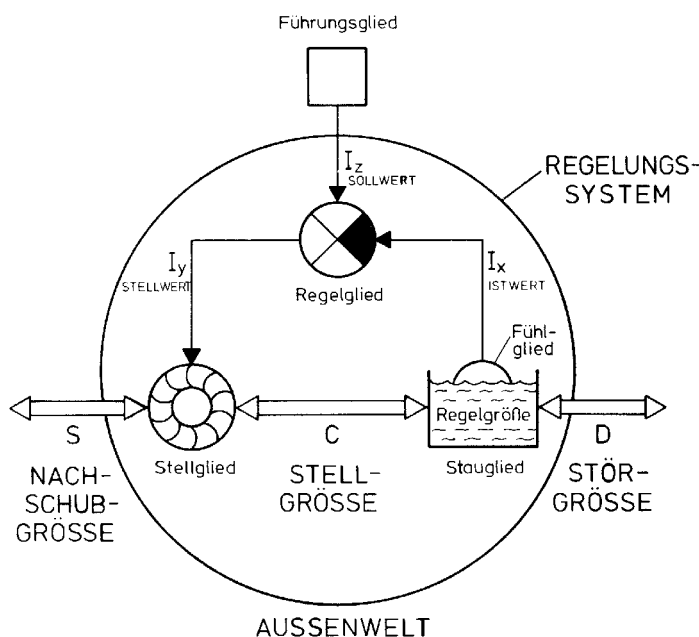 Führungsglied
I_z
SOLLWERT
REGELUNGS-
SYSTEM
I_y
STELLWERT
Regelglied
I_x
ISTWERT
Fühl-
glied
Regelgröße
S
Stellglied
C
Stauglied
D
NACH-
SCHUB-
GRÖSSE
STELL-
GRÖSSE
STÖR-
GRÖSSE
AUSSENWELT